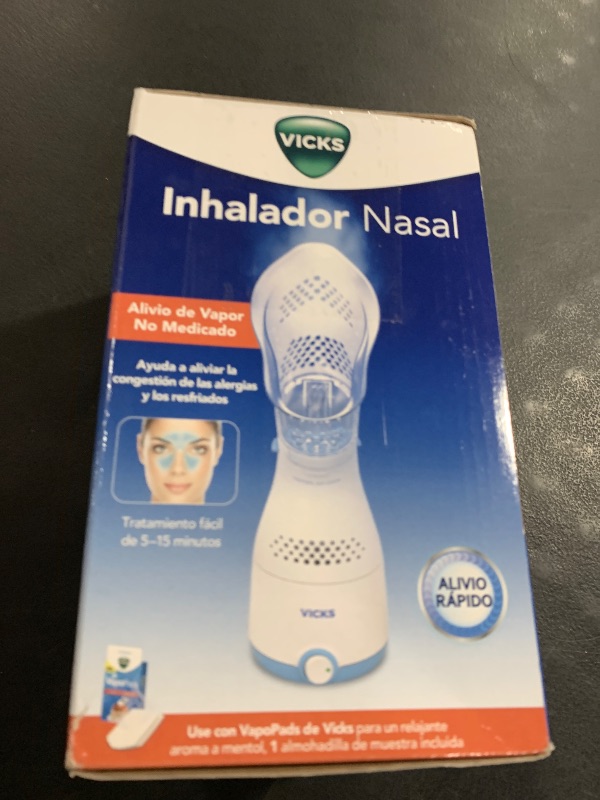 VICKS
Inhalador Nasal
Alivio de Vapor
No Medicado
Ayuda a aliviar la
congestión de las alergias
y los resfriados
Tratamiento fácil
de 5–15 minutos
ALIVIO
RÁPIDO
VICKS
VICKS
VapoPads
Use con VapoPads de Vicks para un relajante
aroma a mentol, 1 almohadilla de muestra incluida